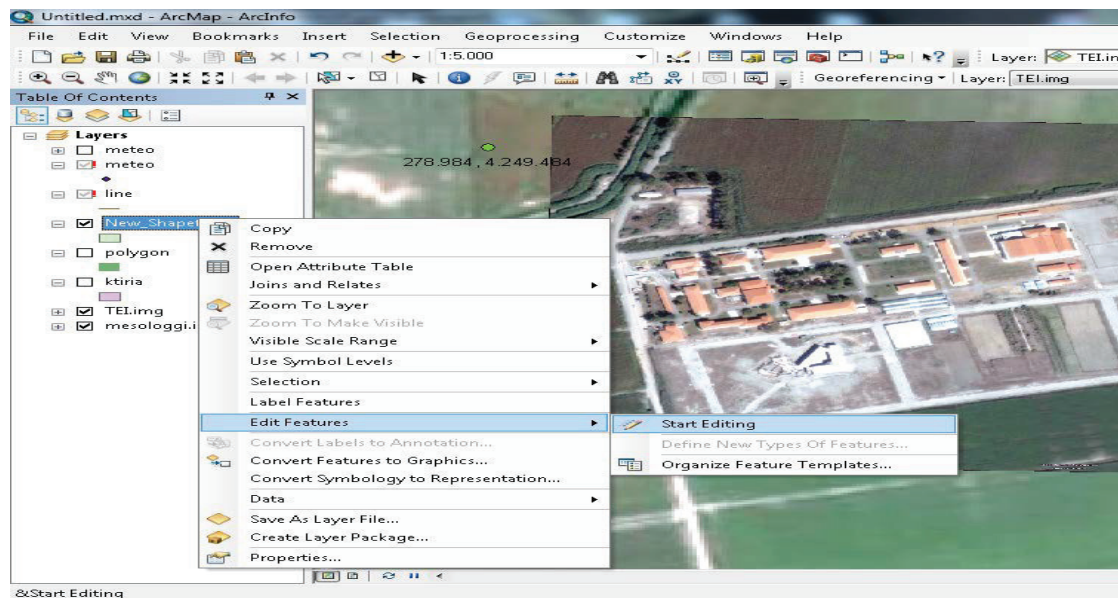 Untitled.mxd - ArcMap - ArcInfo
File Edit View Bookmarks Insert Selection Geoprocessing Customize Windows Help
1:5.000 Layer:
Georeferencing Layer: TEI.img
Table Of Contents
Layers
meteo
meteo
line
polygon
ktiria
TEI.img
278.984 , 4.249.484
Copy
Remove
Open Attribute Table
Joins and Relates
Zoom To Layer
Zoom To Make Visible
Visible Scale Range
Use Symbol Levels
Selection
Label Features
Edit Features
Convert Labels to Annotation...
Convert Features to Graphics...
Convert Symbology to Representation...
Data
Save As Layer File...
Create Layer Package...
Properties...
Start Editing
Define New Types Of Features...
Organize Feature Templates...
&Start Editing